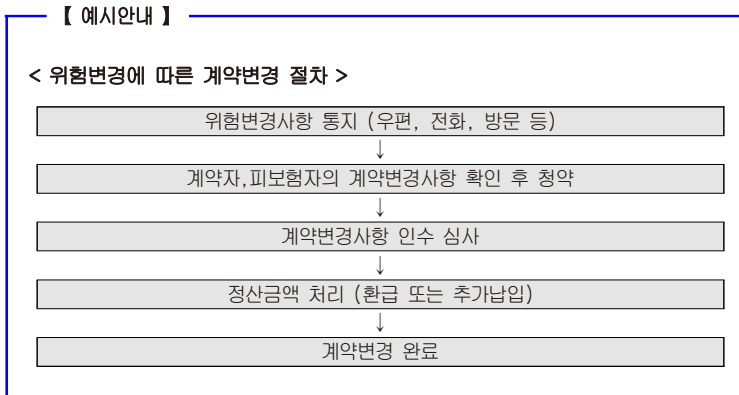 【 예시안내 】
< 위험변경에 따른 계약변경 절차 >
위험변경사항 통지 (우편, 전화, 방문 등)
↓
계약자,피보험자의 계약변경사항 확인 후 청약
↓
계약변경사항 인수 심사
↓
정산금액 처리 (환급 또는 추가납입)
↓
계약변경 완료